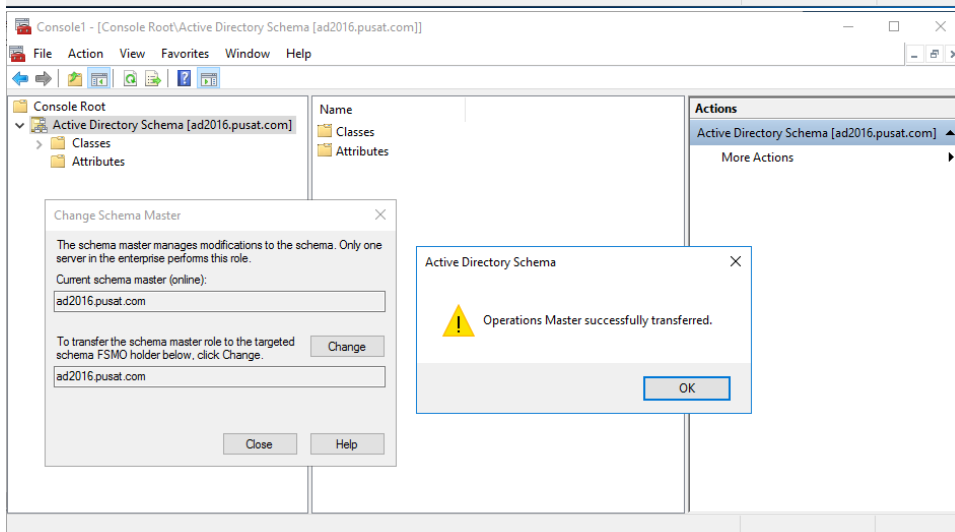 Console1 - [Console Root\Active Directory Schema [ad2016.pusat.com]]
File Action View Favorites Window Help
Console Root
Active Directory Schema [ad2016.pusat.com]
Classes
Attributes
Name
Classes
Attributes
Actions
Active Directory Schema [ad2016.pusat.com]
More Actions
Change Schema Master
The schema master manages modifications to the schema. Only one
server in the enterprise performs this role.
Current schema master (online):
ad2016.pusat.com
To transfer the schema master role to the targeted
schema FSMO holder below, click Change.
Change
ad2016.pusat.com
Close
Help
Active Directory Schema
Operations Master successfully transferred.
OK